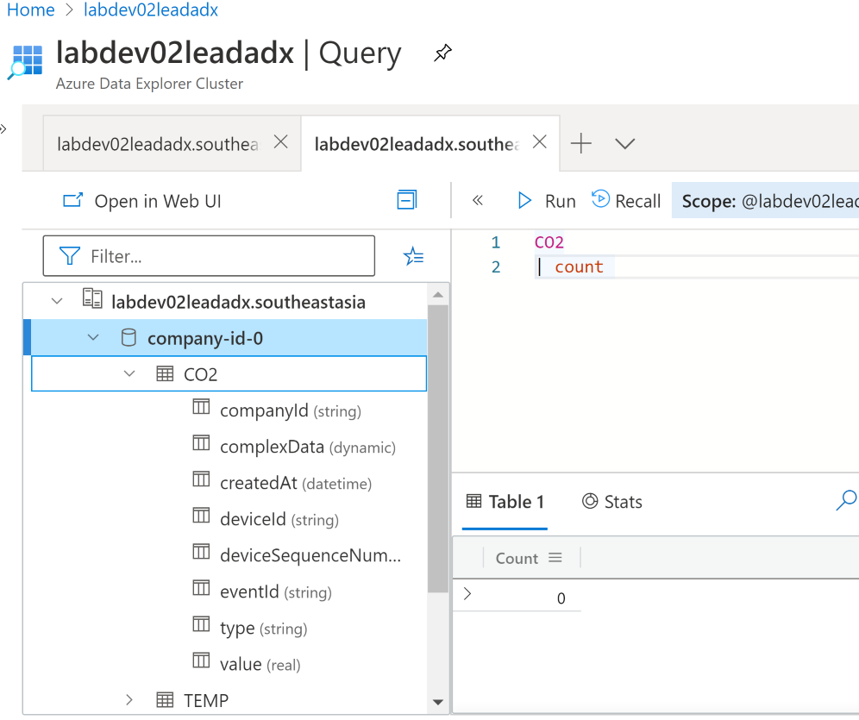 Home > labdev02leadadx
labdev02leadadx | Query
Azure Data Explorer Cluster
labdev02leadadx.southea
labdev02leadadx.southea
Open in Web UI
Run
Recall
Scope: @labdev02lead
Filter...
1 CO2
2 | count
labdev02leadadx.southeastasia
company-id-0
CO2
companyId (string)
complexData (dynamic)
createdAt (datetime)
deviceId (string)
deviceSequenceNum...
eventId (string)
type (string)
value (real)
TEMP
Table 1
Stats
Count
0